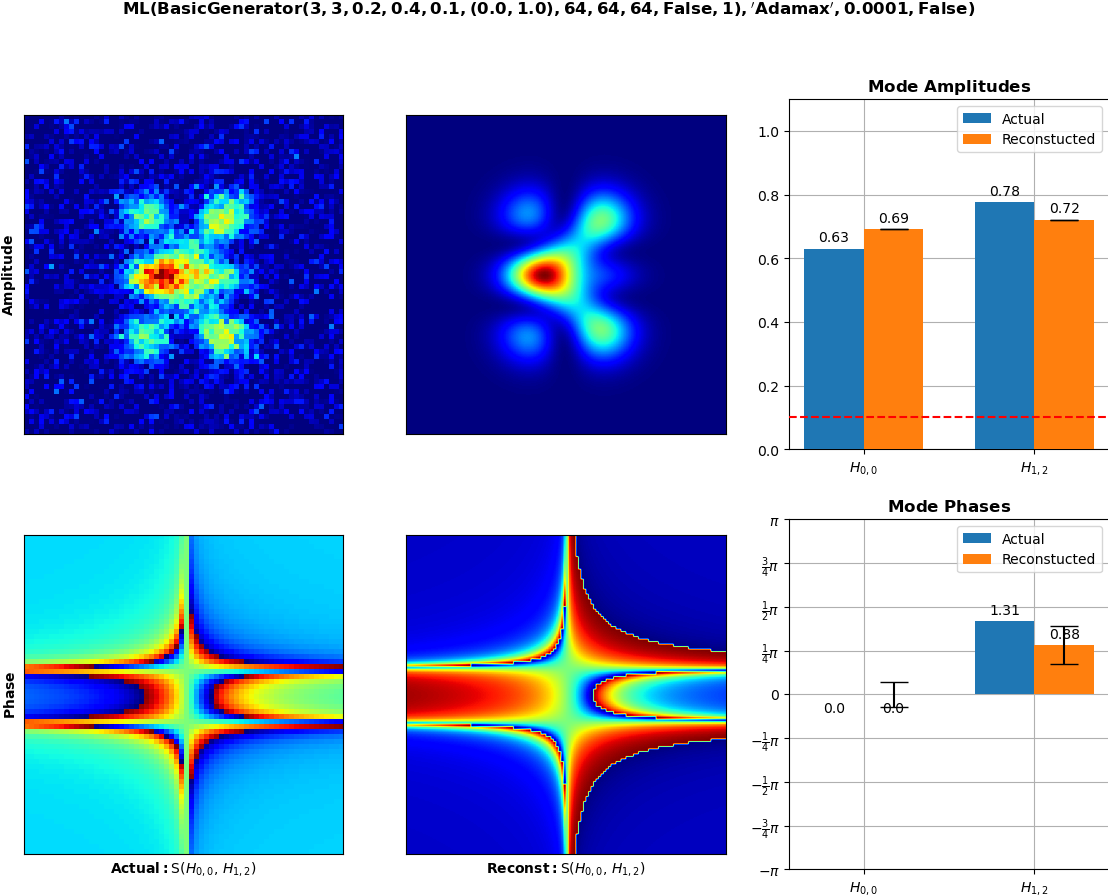 ML(BasicGenerator(3, 3, 0.2, 0.4, 0.1, (0.0, 1.0), 64, 64, 64, False, 1), ′Adamax′, 0.0001, False)
Amplitude
Mode Amplitudes
Actual
Reconstucted
1.0
0.8
0.6
0.4
0.2
0.0
0.63
0.69
0.78
0.72
H0,0
H1,2
Phase
Actual: S(H0,0, H1,2)
Reconst: S(H0,0, H1,2)
Mode Phases
Actual
Reconstucted
π
3/4π
1/2π
1/4π
0
−1/4π
−1/2π
−3/4π
−π
0.0
0.0
1.31
0.88
H0,0
H1,2